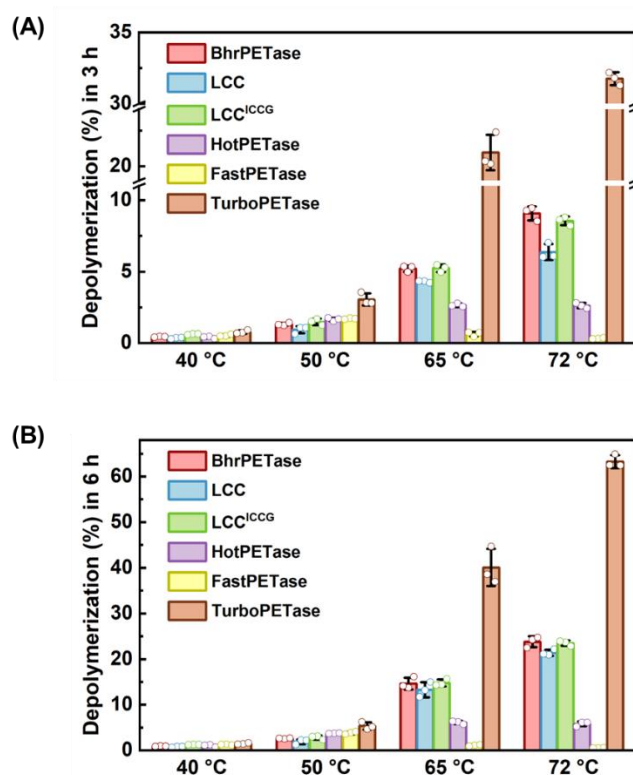 (A)
Depolymerization (%) in 3 h
35
30
20
10
5
0
BhrPETase
LCC
LCCᴵᶜᶜᴳ
HotPETase
FastPETase
TurboPETase
40 °C 50 °C 65 °C 72 °C
(B)
Depolymerization (%) in 6 h
60
50
40
30
20
10
0
BhrPETase
LCC
LCCᴵᶜᶜᴳ
HotPETase
FastPETase
TurboPETase
40 °C 50 °C 65 °C 72 °C